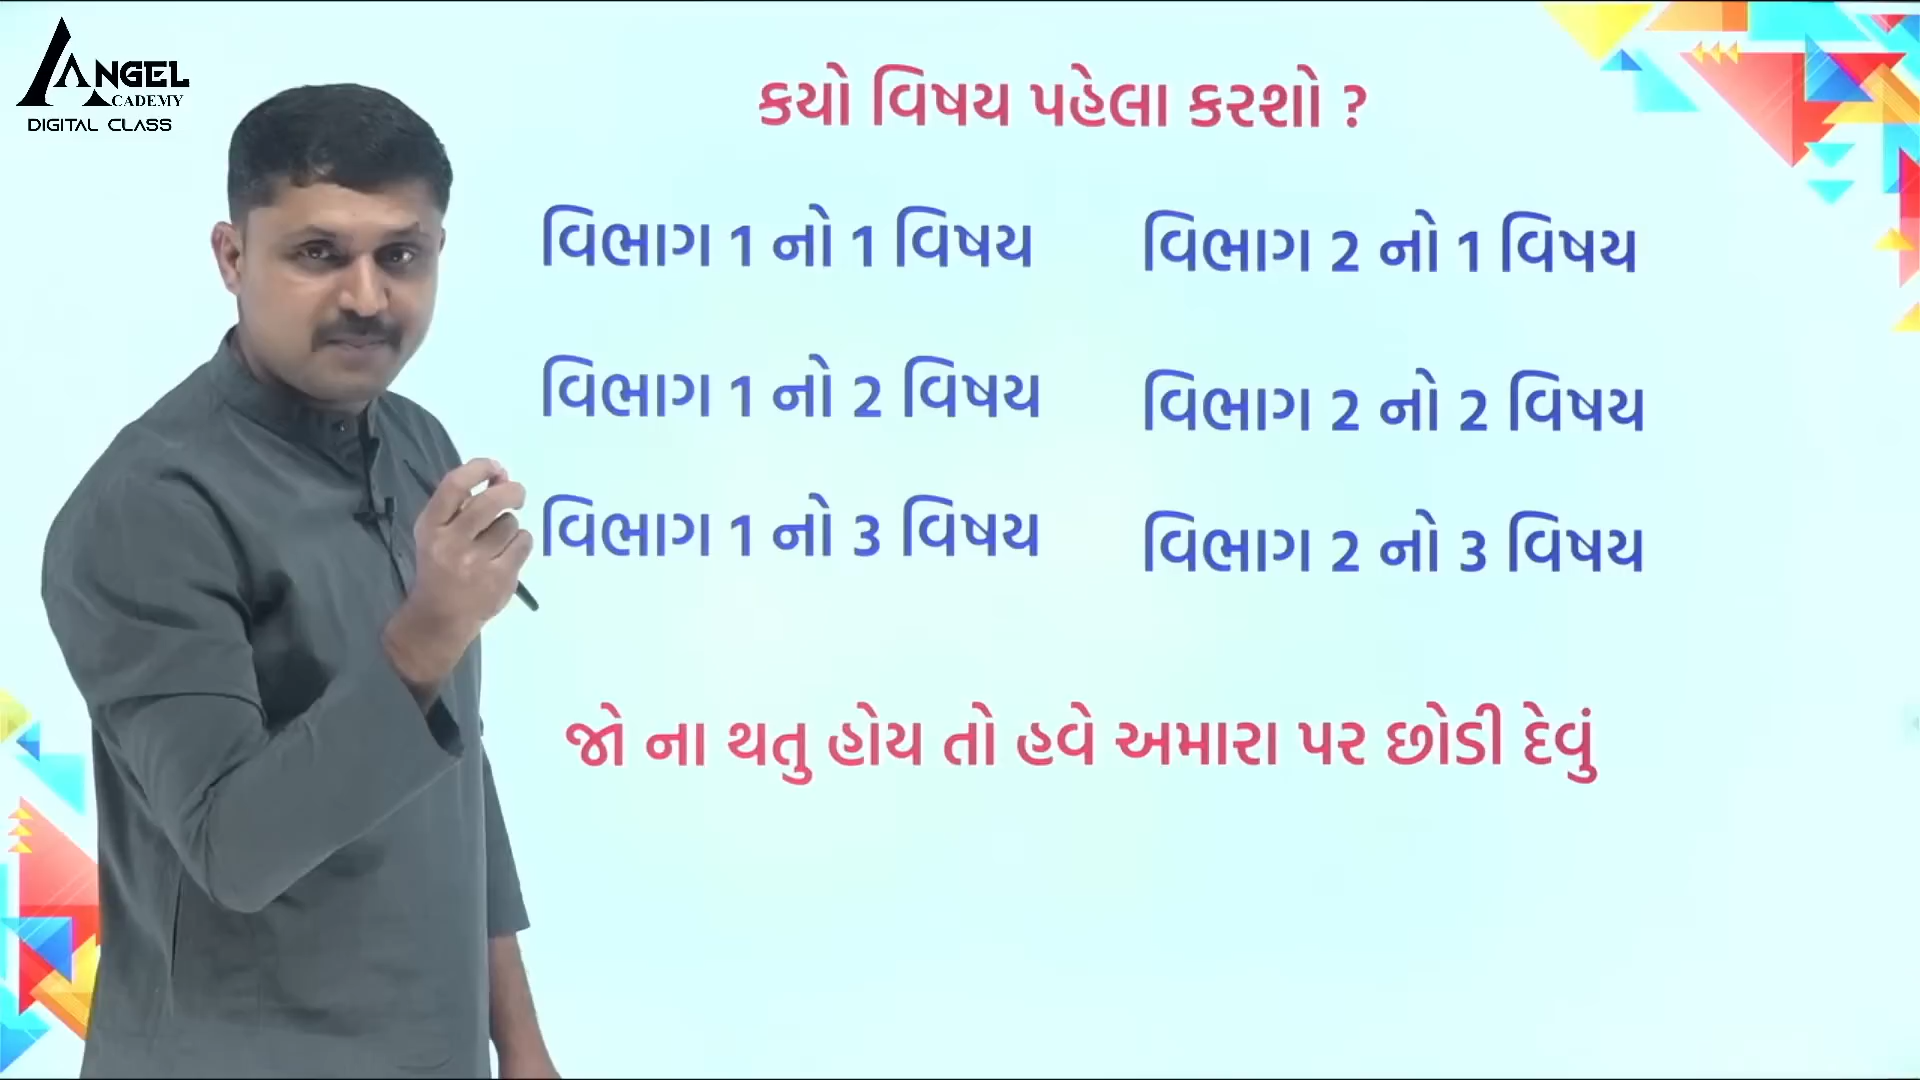 ANGEL
ACADEMY
DIGITAL CLASS
કયો વિષય પહેલા કરશો ?
વિભાગ 1 નો 1 વિષય
વિભાગ 2 નો 1 વિષય
વિભાગ 1 નો 2 વિષય
વિભાગ 2 નો 2 વિષય
વિભાગ 1 નો 3 વિષય
વિભાગ 2 નો 3 વિષય
જો ના થતુ હોય તો હવે અમારા પર છોડી દેવું